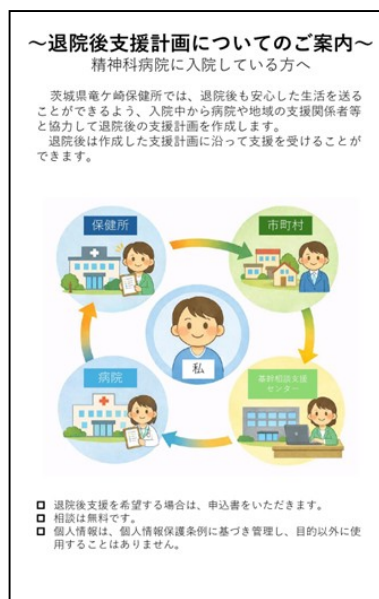 ～退院後支援計画についてのご案内～
精神科病院に入院している方へ
茨城県竜ケ崎保健所では、退院後も安心した生活を送る
ことができるよう、入院中から病院や地域の支援関係者等
と協力して退院後の支援計画を作成します。
退院後は作成した支援計画に沿って支援を受けることが
できます。
保健所
市町村
私
病院
基幹相談支援
センター
□ 退院後支援を希望する場合は、申込書をいただきます。
□ 相談は無料です。
□ 個人情報は、個人情報保護条例に基づき管理し、目的以外に使
用することはありません。